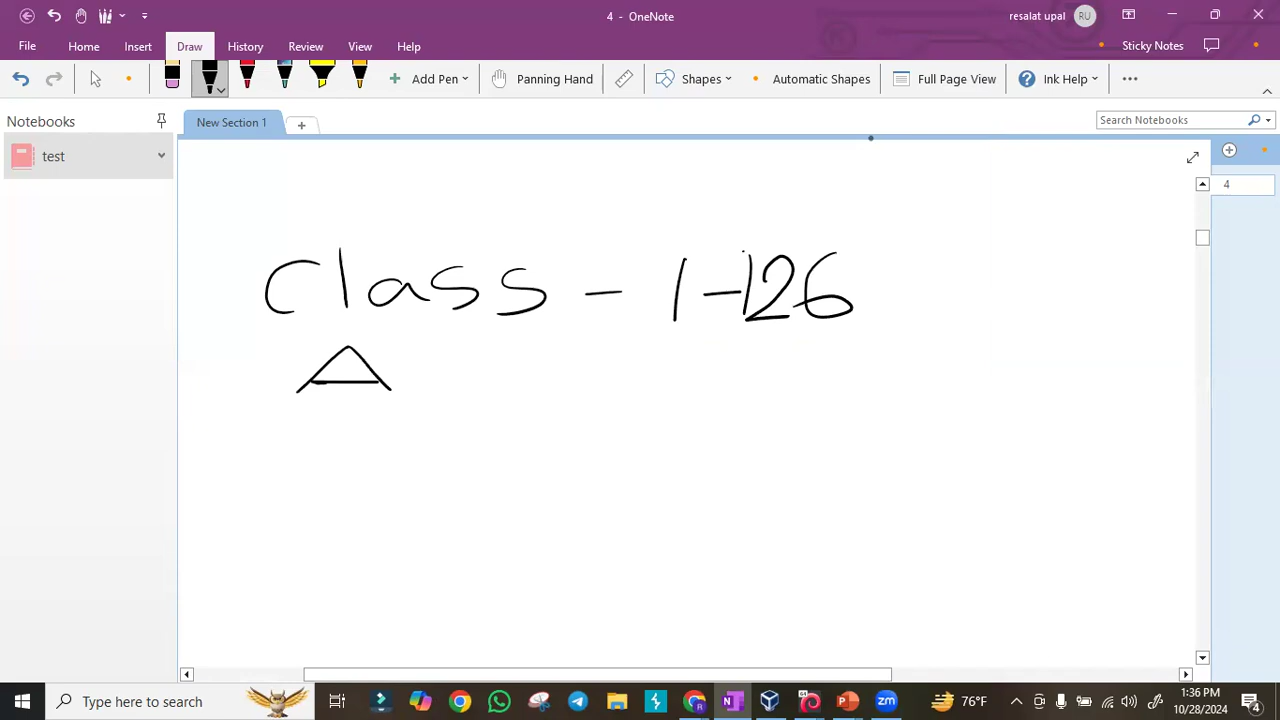 4 - OneNote
resalat upal
RU
File
Home
Insert
Draw
History
Review
View
Help
Sticky Notes
Add Pen
Panning Hand
Shapes
Automatic Shapes
Full Page View
Ink Help
Notebooks
New Section 1
Search Notebooks
test
4
Class - 1-126
A
Type here to search
76°F
1:36 PM
10/28/2024
4